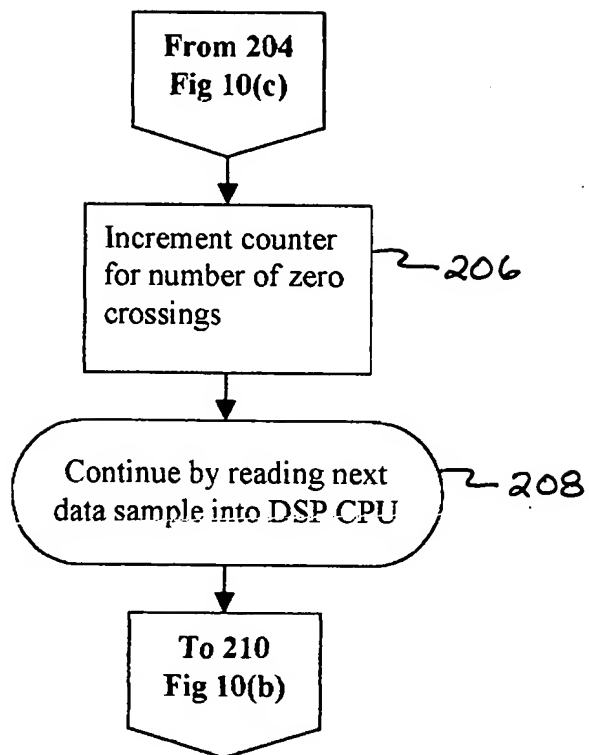 From 204
Fig 10(c)
Increment counter
for number of zero
crossings
206
Continue by reading next
data sample into DSP CPU
208
To 210
Fig 10(b)